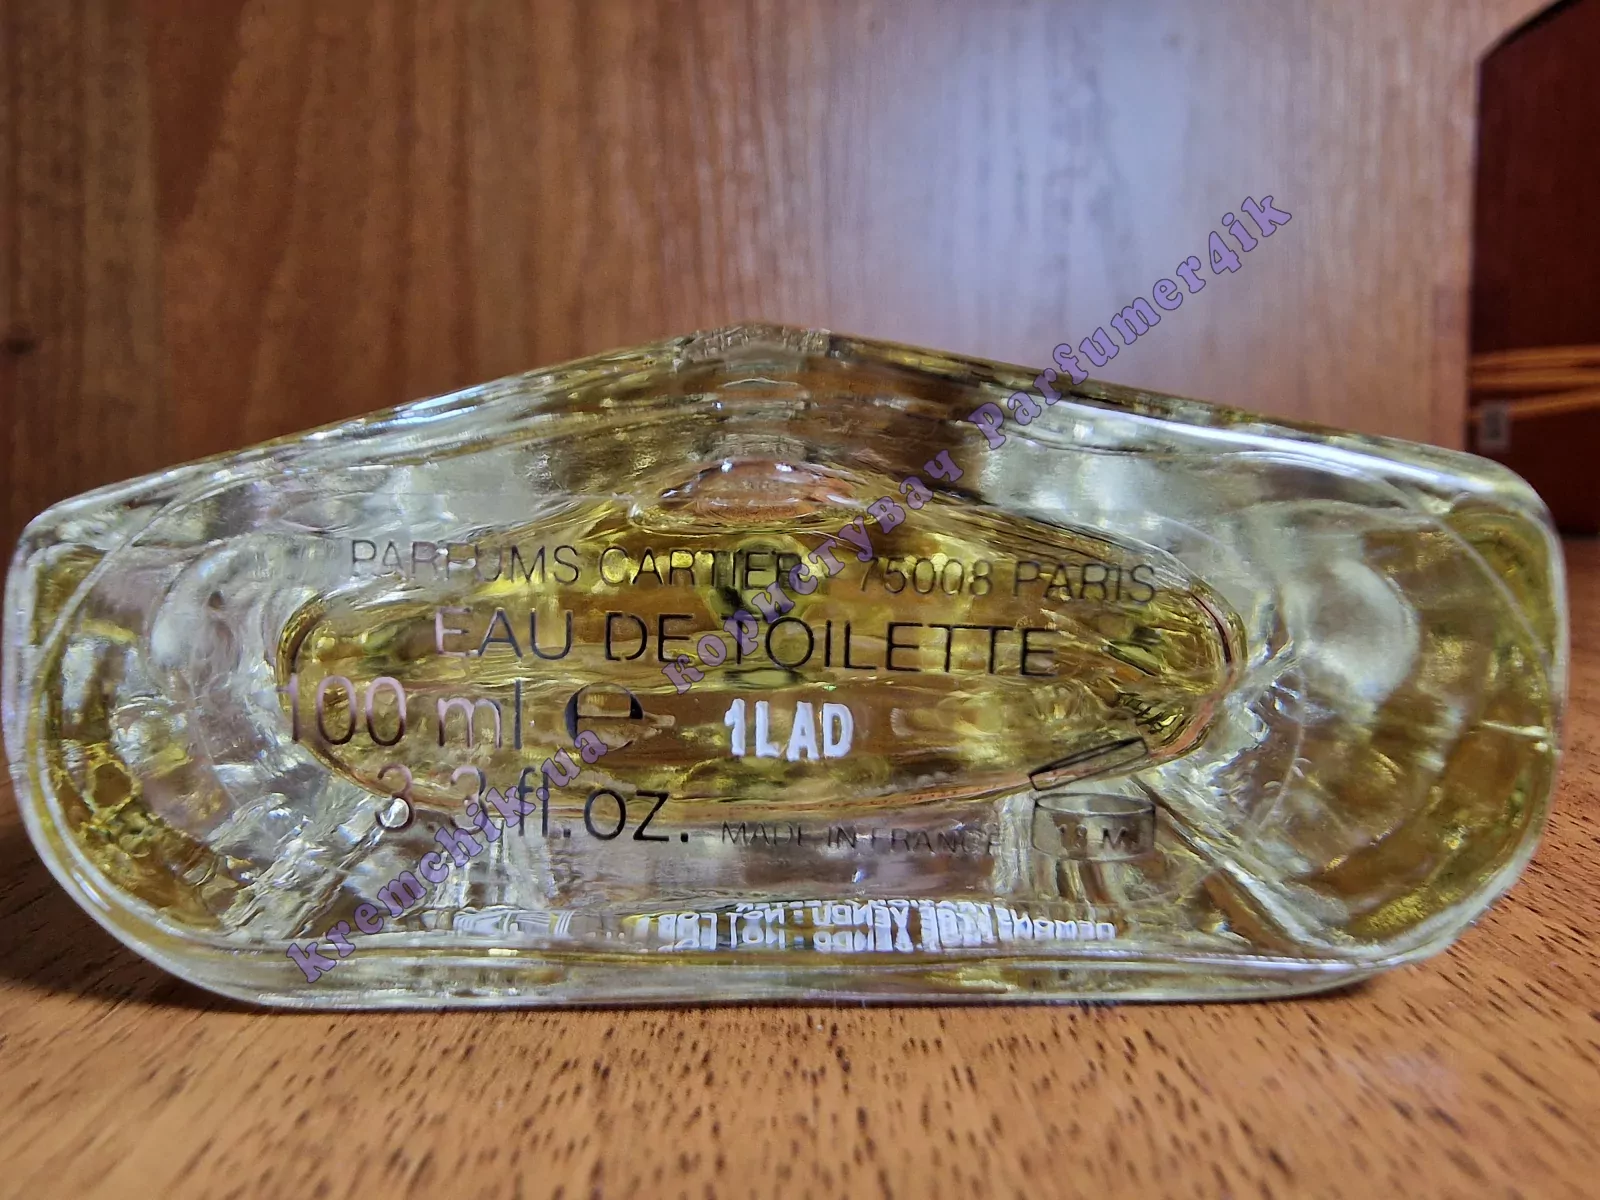 PARFUMS CARTIER 75008 PARIS
EAU DE TOILETTE
100 ml e
1LAD
3.3 fl.oz.
MADE IN FRANCE
18 M
kremchik.ua користувач Parfumer4ik